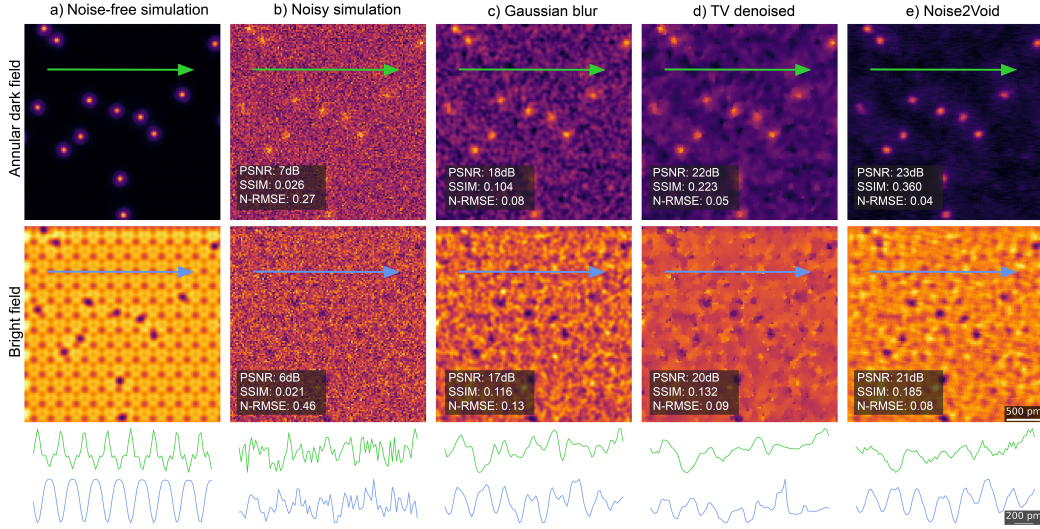 a) Noise-free simulation
b) Noisy simulation
c) Gaussian blur
d) TV denoised
e) Noise2Void
Annular dark field
PSNR: 7dB
SSIM: 0.026
N-RMSE: 0.27
PSNR: 18dB
SSIM: 0.104
N-RMSE: 0.08
PSNR: 22dB
SSIM: 0.223
N-RMSE: 0.05
PSNR: 23dB
SSIM: 0.360
N-RMSE: 0.04
Bright field
PSNR: 6dB
SSIM: 0.021
N-RMSE: 0.46
PSNR: 17dB
SSIM: 0.116
N-RMSE: 0.13
PSNR: 20dB
SSIM: 0.132
N-RMSE: 0.09
PSNR: 21dB
SSIM: 0.185
N-RMSE: 0.08
500 pm
200 pm